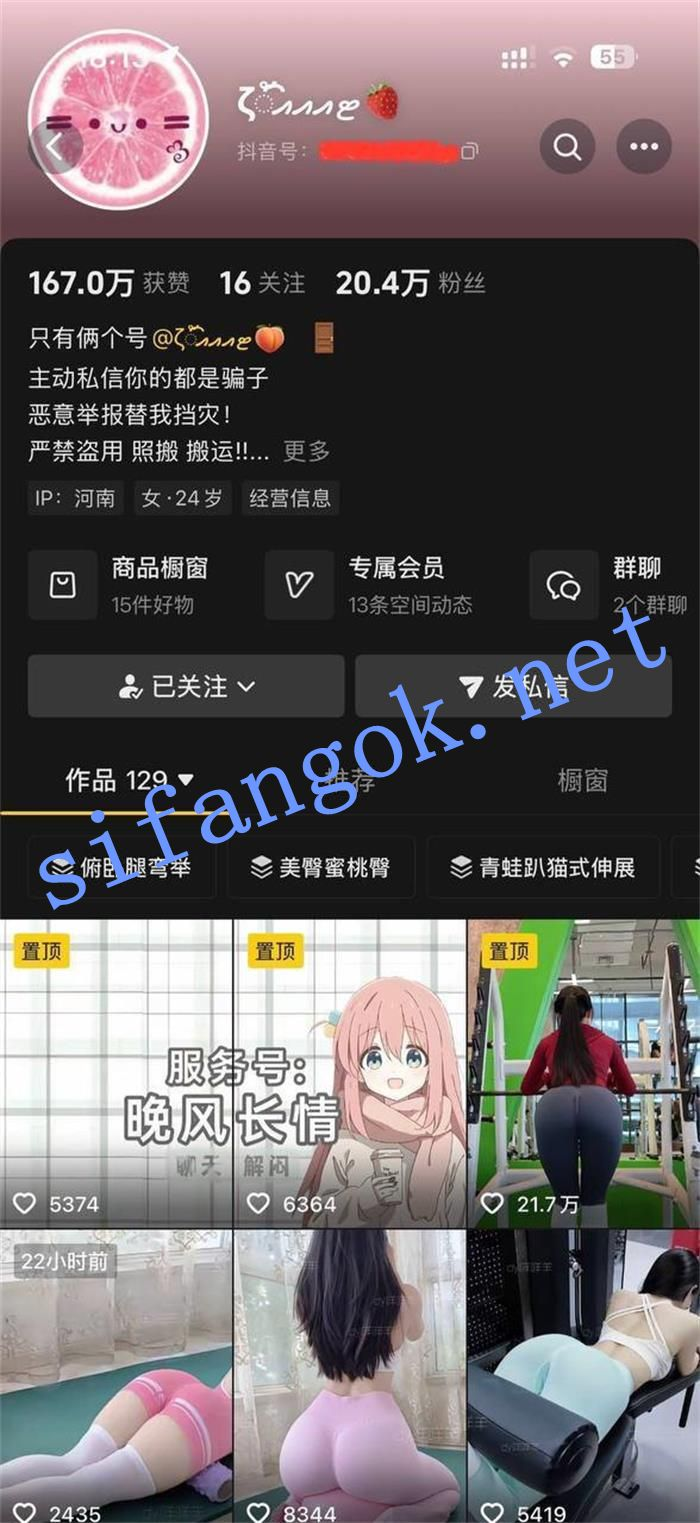 16:13
55
抖音号：
167.0万 获赞 16 关注 20.4万 粉丝
只有俩个号@
主动私信你的都是骗子
恶意举报替我挡灾！
严禁盗用 照搬 搬运!!... 更多
IP：河南 女·24岁 经营信息
商品橱窗 专属会员 群聊
15件好物 13条空间动态 2个群聊
已关注 发私信
作品 129 推荐 橱窗
sifangok.net
俯卧腿弯举 美臀蜜桃臀 青蛙趴猫式伸展
置顶 置顶 置顶
服务号：
晚风长情
聊天 解闷
5374 6364 21.7万
22小时前
2435 8344 5419